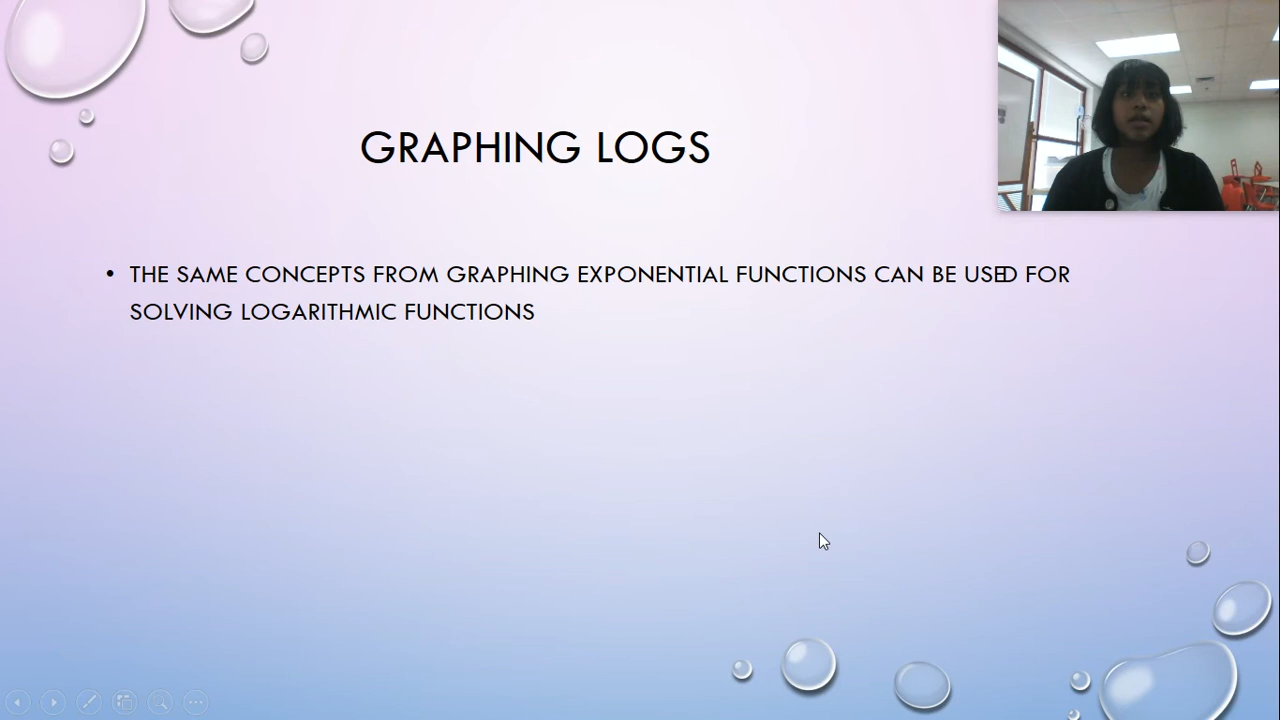 GRAPHING LOGS
• THE SAME CONCEPTS FROM GRAPHING EXPONENTIAL FUNCTIONS CAN BE USED FOR
SOLVING LOGARITHMIC FUNCTIONS